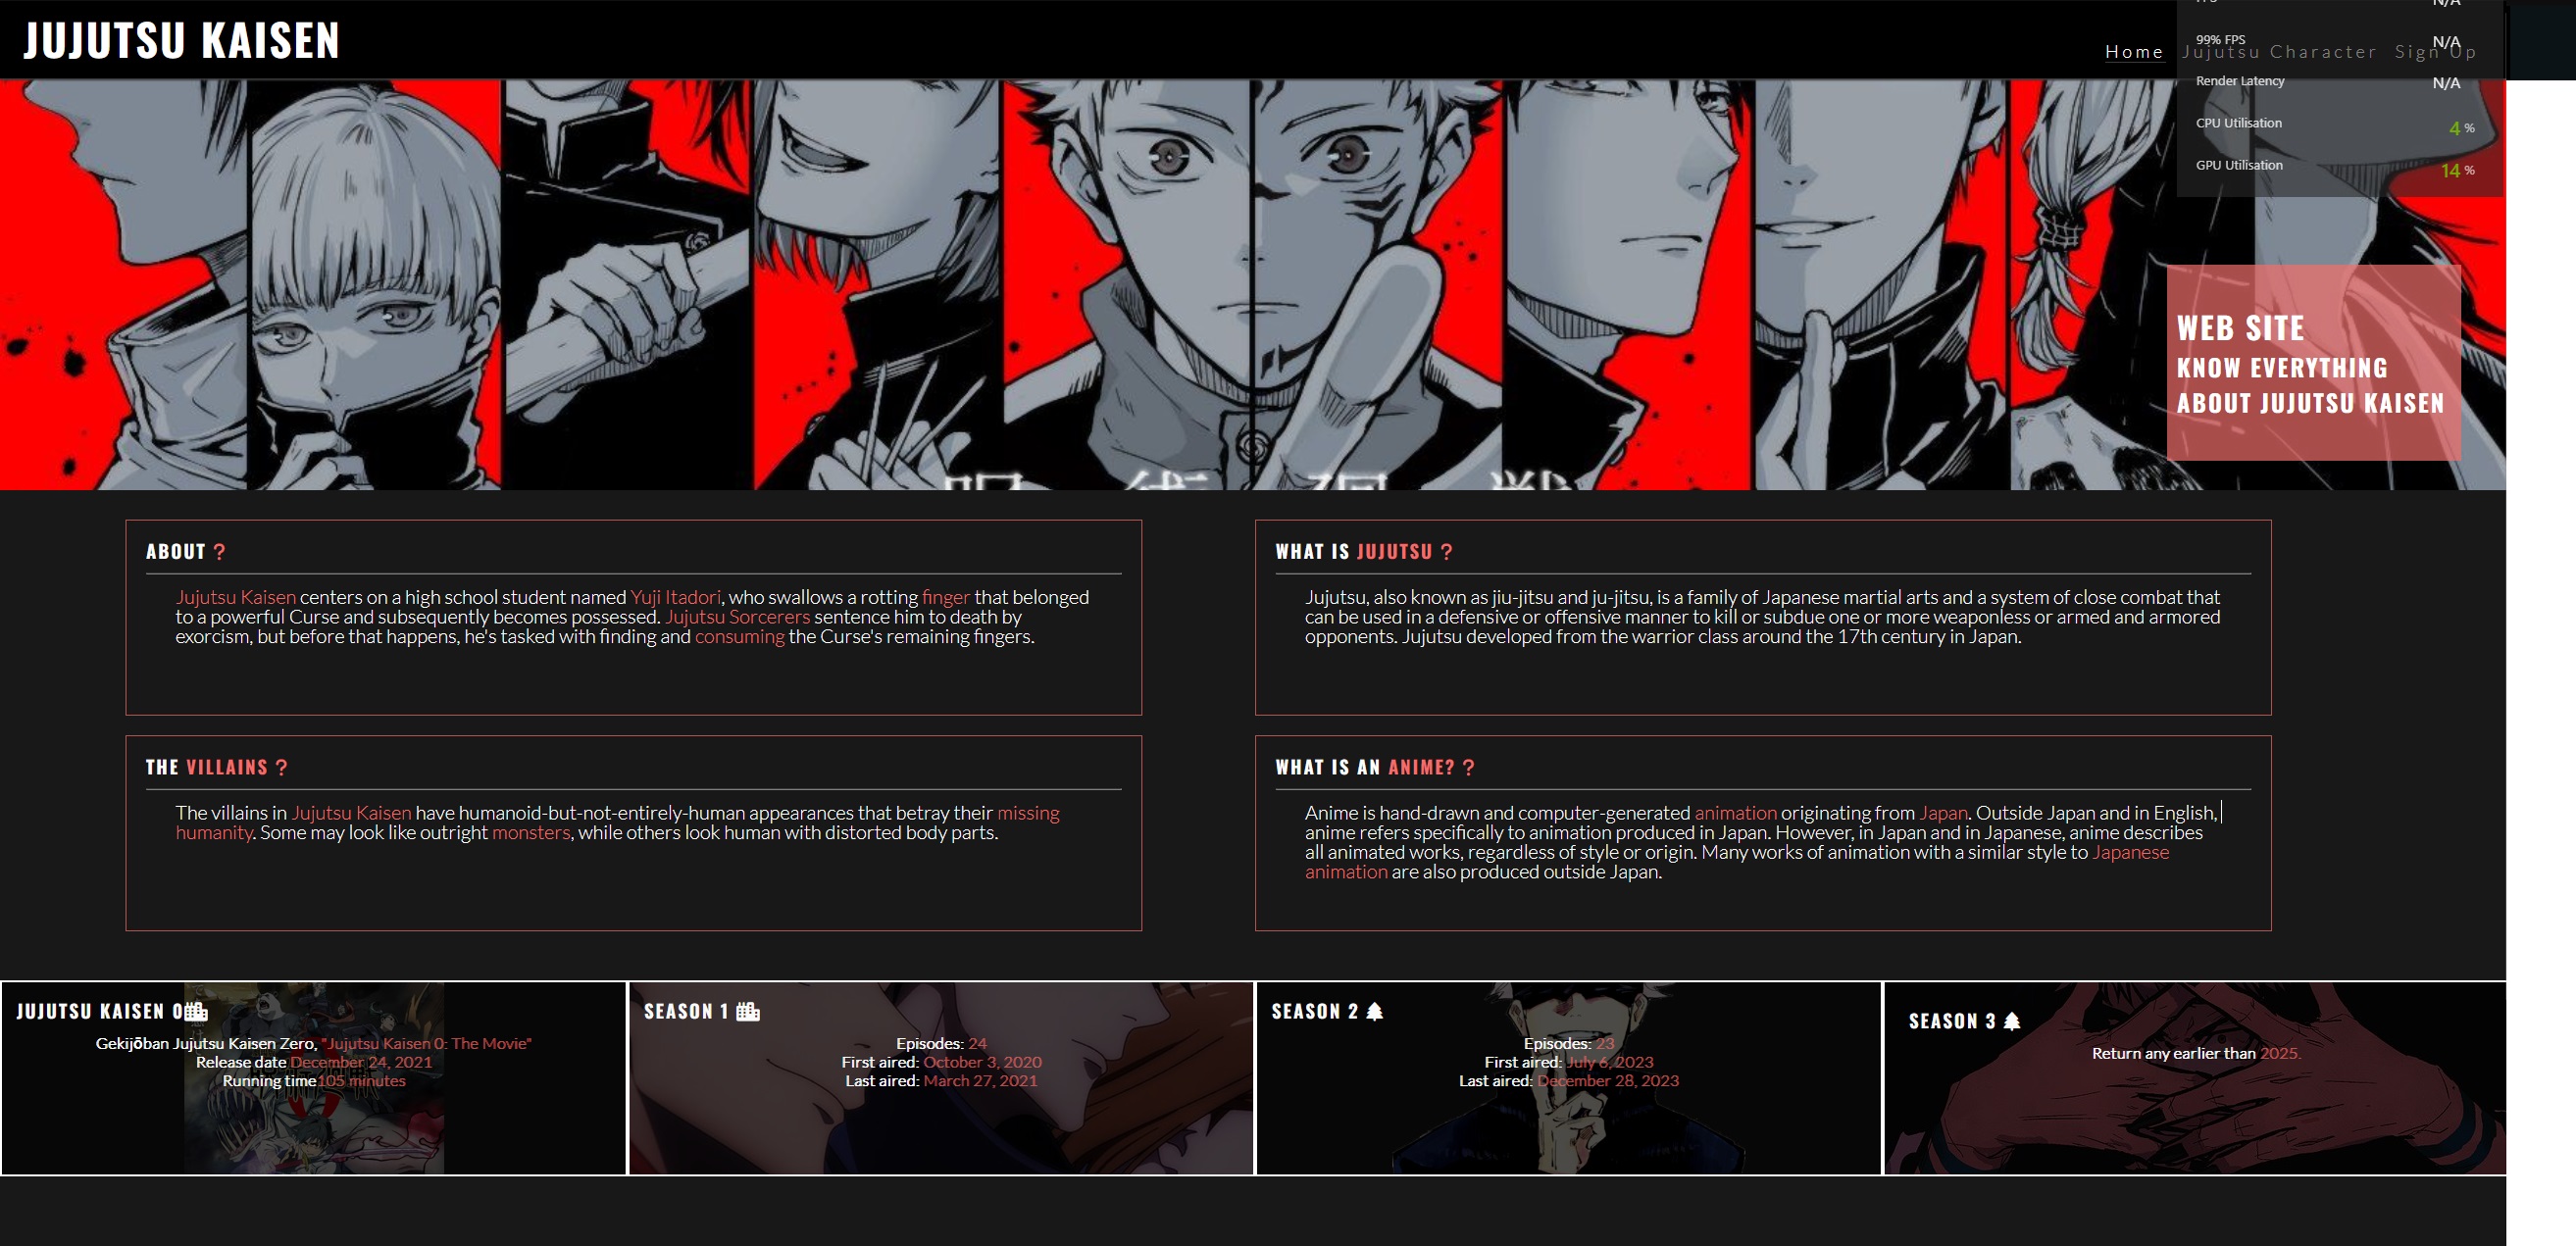 JUJUTSU KAISEN
Home Jujutsu Character Sign Up
N/A
99% FPS N/A
Render Latency N/A
CPU Utilisation 4 %
GPU Utilisation 14 %
WEB SITE
KNOW EVERYTHING
ABOUT JUJUTSU KAISEN
ABOUT ?
Jujutsu Kaisen centers on a high school student named Yuji Itadori, who swallows a rotting finger that belonged
to a powerful Curse and subsequently becomes possessed. Jujutsu Sorcerers sentence him to death by
exorcism, but before that happens, he's tasked with finding and consuming the Curse's remaining fingers.
WHAT IS JUJUTSU ?
Jujutsu, also known as jiu-jitsu and ju-jitsu, is a family of Japanese martial arts and a system of close combat that
can be used in a defensive or offensive manner to kill or subdue one or more weaponless or armed and armored
opponents. Jujutsu developed from the warrior class around the 17th century in Japan.
THE VILLAINS ?
The villains in Jujutsu Kaisen have humanoid-but-not-entirely-human appearances that betray their missing
humanity. Some may look like outright monsters, while others look human with distorted body parts.
WHAT IS AN ANIME? ?
Anime is hand-drawn and computer-generated animation originating from Japan. Outside Japan and in English,
anime refers specifically to animation produced in Japan. However, in Japan and in Japanese, anime describes
all animated works, regardless of style or origin. Many works of animation with a similar style to Japanese
animation are also produced outside Japan.
JUJUTSU KAISEN 0
Gekijōban Jujutsu Kaisen Zero, "Jujutsu Kaisen 0: The Movie"
Release date December 24, 2021
Running time105 minutes
SEASON 1
Episodes: 24
First aired: October 3, 2020
Last aired: March 27, 2021
SEASON 2
Episodes: 23
First aired: July 6, 2023
Last aired: December 28, 2023
SEASON 3
Return any earlier than 2025.